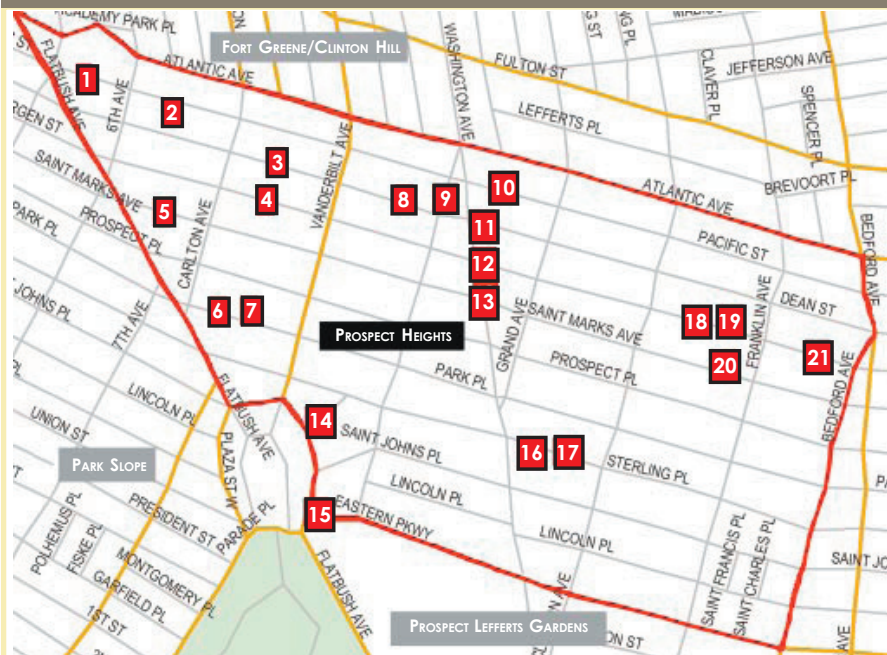 ACADEMY PARK PL
FORT GREENE/CLINTON HILL
FLATBUSH AVE
6TH AVE
ATLANTIC AVE
WASHINGTON AVE
FULTON ST
CLAVER PL
JEFFERSON AVE
SPENCER PL
LEFFERTS PL
BREVOORT PL
1
2
3
4
5
SAINT MARKS AVE
PROSPECT PL
PARK PL
CARLTON AVE
VANDERBILT AVE
8
9
10
11
12
13
ATLANTIC AVE
PACIFIC ST
BEDFORD AVE
DEAN ST
JOHNS PL
7TH AVE
6
7
PROSPECT HEIGHTS
GRAND AVE
SAINT MARKS AVE
PROSPECT PL
PARK PL
18
19
20
FRANKLIN AVE
21
BEDFORD AVE
LINCOLN PL
UNION ST
FLATBUSH AVE
PLAZA ST W
14
SAINT JOHNS PL
16
17
STERLING PL
PARK SLOPE
LINCOLN PL
15
EASTERN PKWY
LINCOLN PL
PRESIDENT ST
PARADE PL
POLHEMUS PL
FISKE PL
MONTGOMERY PL
GARFIELD PL
1ST ST
FLATBUSH AVE
SAINT FRANCIS PL
SAINT CHARLES PL
SAINT JO
PROSPECT LEFFERTS GARDENS
ON ST
AVE